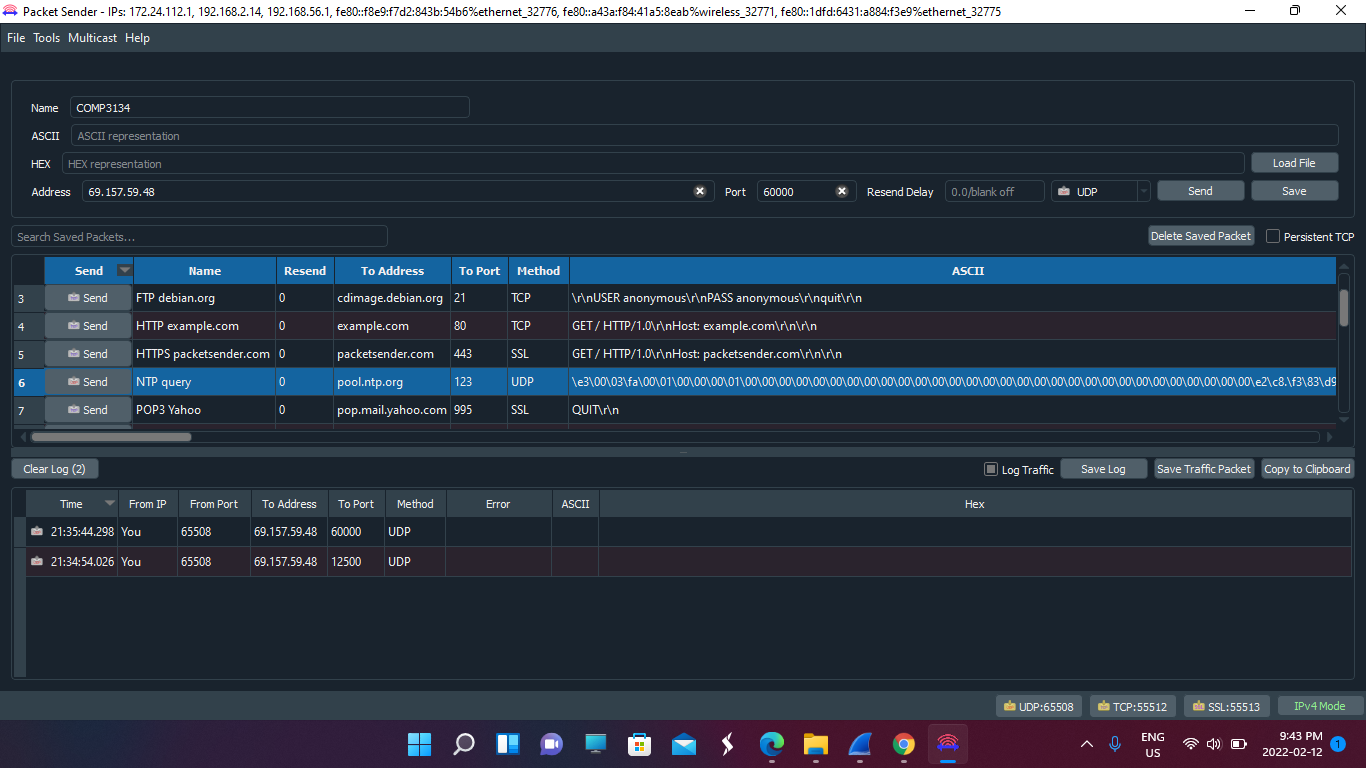 Packet Sender - IPs: 172.24.112.1, 192.168.2.14, 192.168.56.1, fe80::f8e9:f7d2:843b:54b6%ethernet_32776, fe80::a43a:f84:41a5:8eab%wireless_32771, fe80::1dfd:6431:a884:f3e9%ethernet_32775
File Tools Multicast Help
Name COMP3134
ASCII ASCII representation
HEX HEX representation Load File
Address 69.157.59.48 Port 60000 Resend Delay 0.0/blank off UDP Send Save
Search Saved Packets... Delete Saved Packet Persistent TCP
Send Name Resend To Address To Port Method ASCII
3 Send FTP debian.org 0 cdimage.debian.org 21 TCP \r\nUSER anonymous\r\nPASS anonymous\r\nquit\r\n
4 Send HTTP example.com 0 example.com 80 TCP GET / HTTP/1.0\r\nHost: example.com\r\n\r\n
5 Send HTTPS packetsender.com 0 packetsender.com 443 SSL GET / HTTP/1.0\r\nHost: packetsender.com\r\n\r\n
6 Send NTP query 0 pool.ntp.org 123 UDP \e3\00\03\fa\00\01\00\00\00\01\00\00\00\00\00\00\00\00\00\00\00\00\00\00\00\00\00\00\00\00\00\00\00\00\00\00\00\00\00\00\e2\c8.\f3\83\d9
7 Send POP3 Yahoo 0 pop.mail.yahoo.com 995 SSL QUIT\r\n
Clear Log (2) Log Traffic Save Log Save Traffic Packet Copy to Clipboard
Time From IP From Port To Address To Port Method Error ASCII Hex
21:35:44.298 You 65508 69.157.59.48 60000 UDP
21:34:54.026 You 65508 69.157.59.48 12500 UDP
UDP:65508 TCP:55512 SSL:55513 IPv4 Mode
ENG 9:43 PM
US 2022-02-12 1